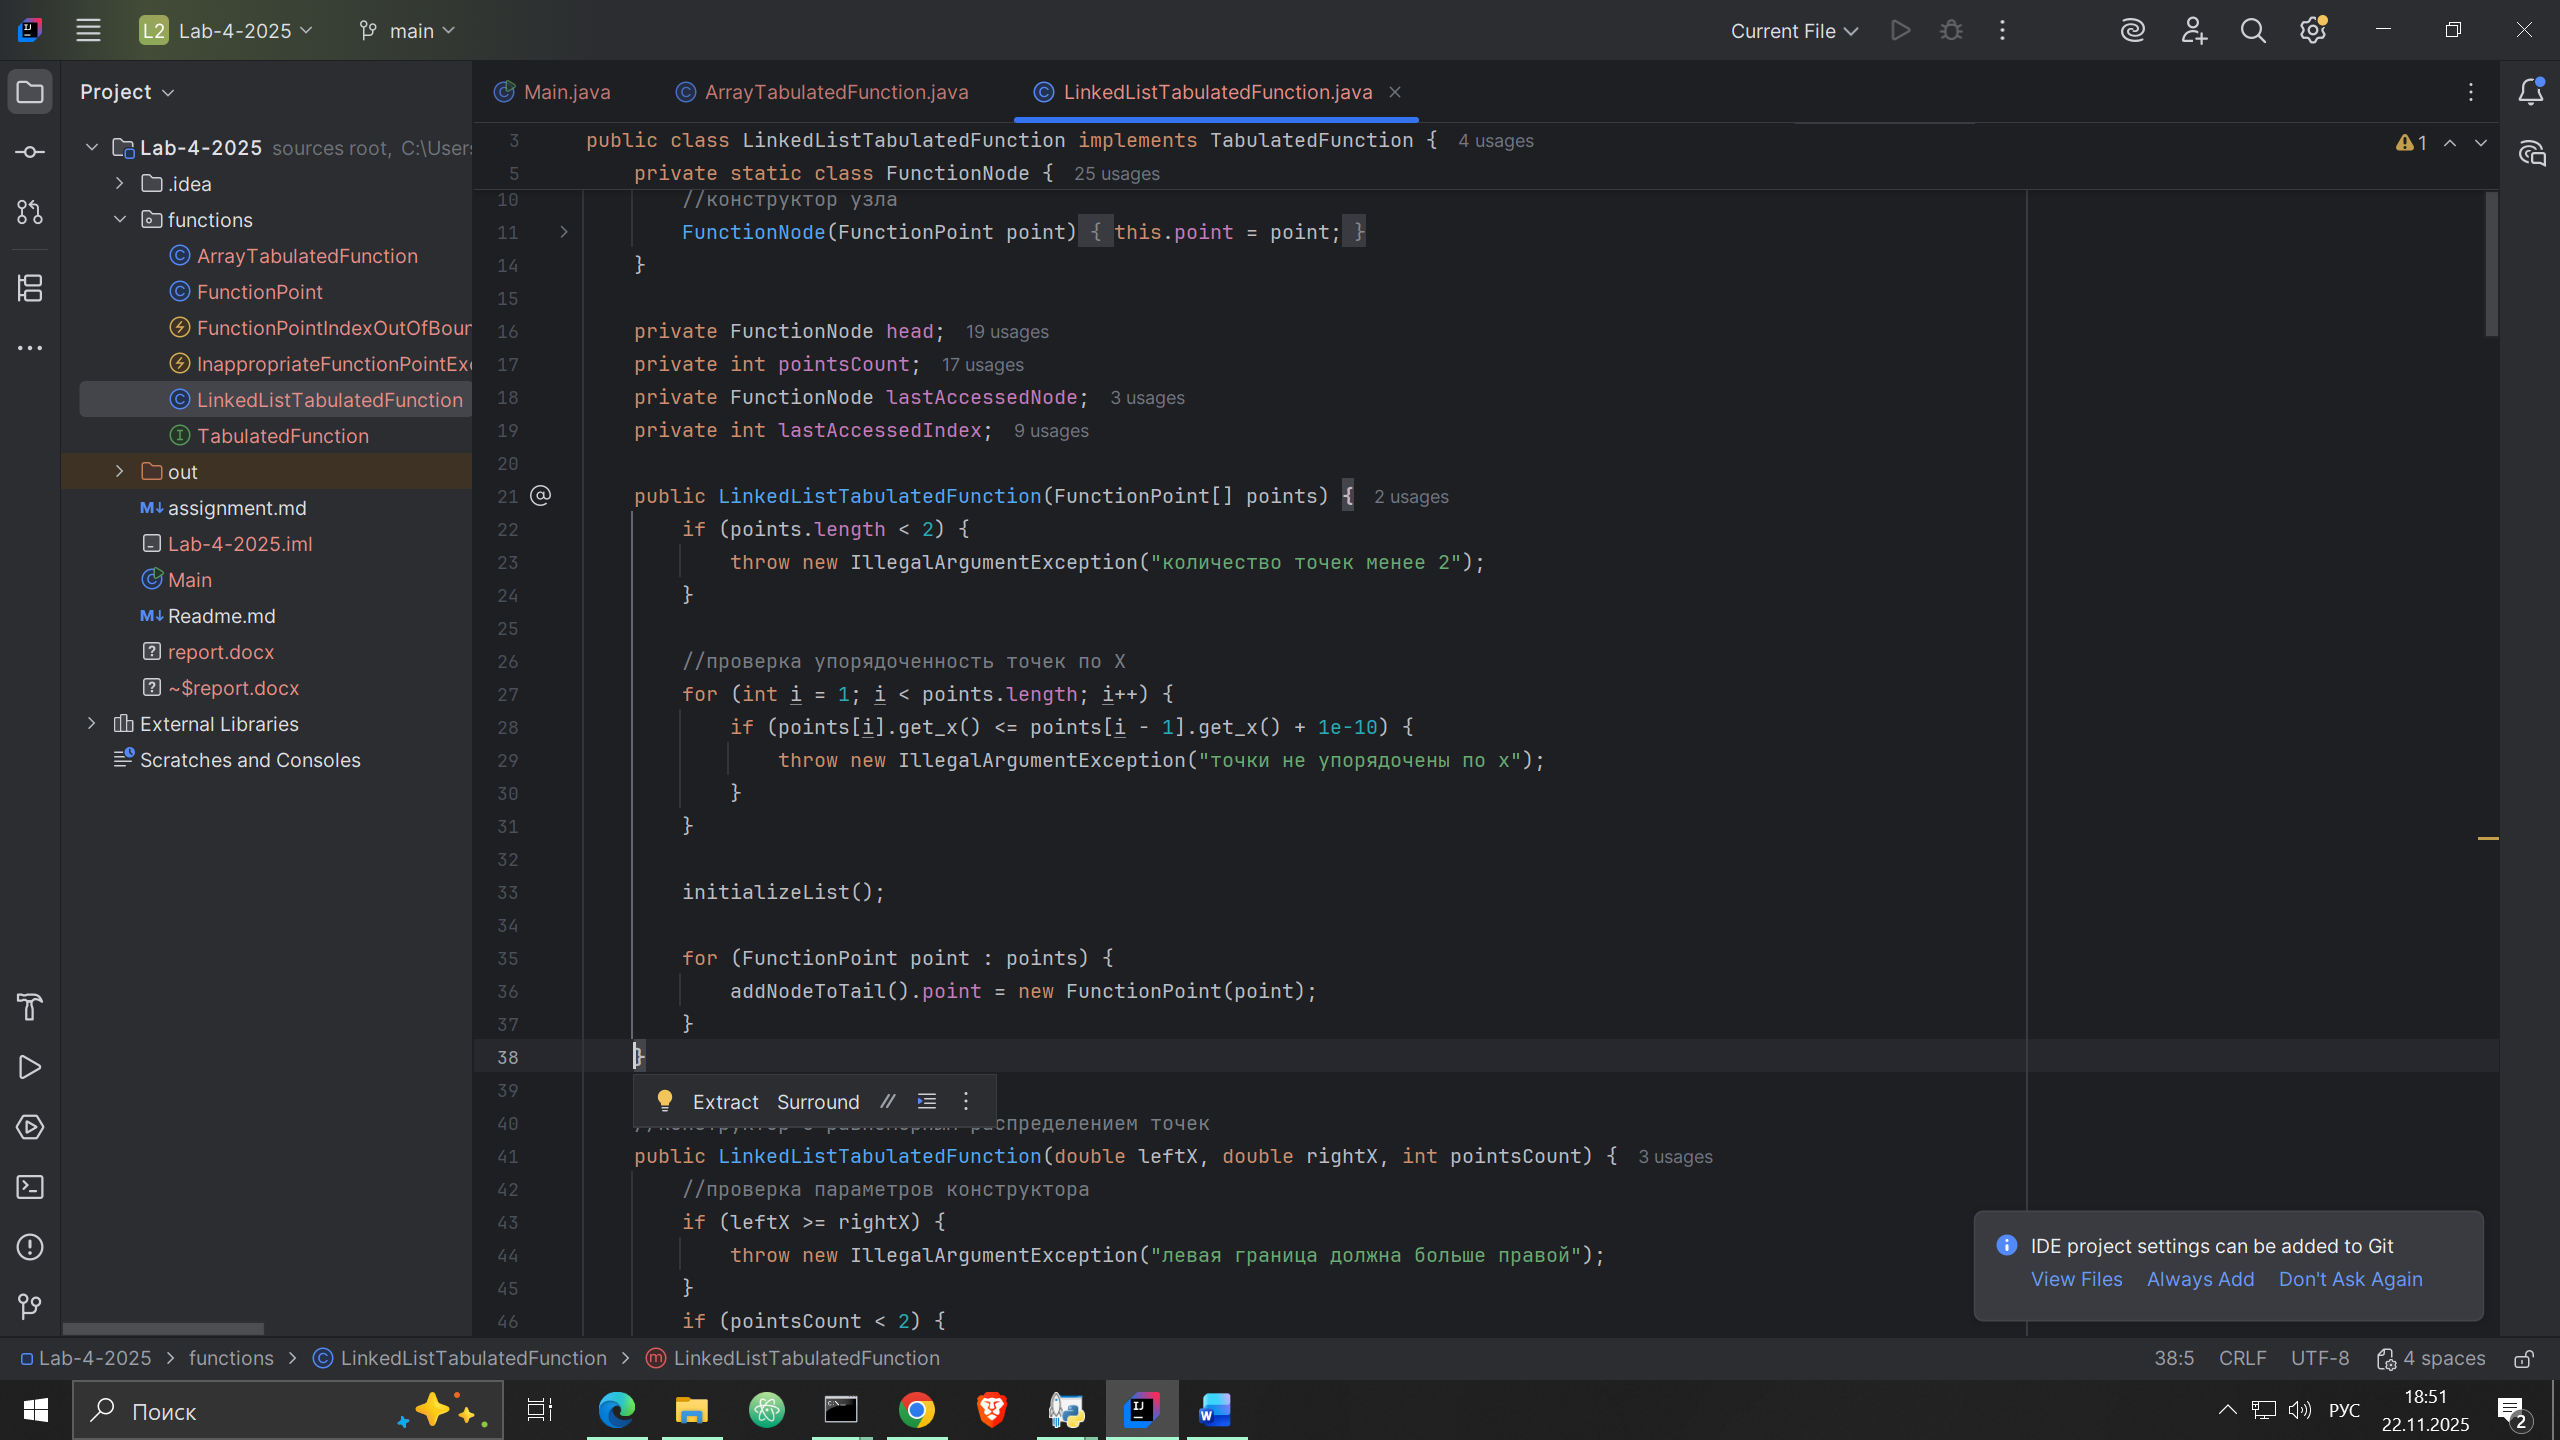 L2 Lab-4-2025 main Current File
Project
Main.java ArrayTabulatedFunction.java LinkedListTabulatedFunction.java
Lab-4-2025 sources root, C:\Users
.idea
functions
ArrayTabulatedFunction
FunctionPoint
FunctionPointIndexOutOfBoun
InappropriateFunctionPointExc
LinkedListTabulatedFunction
TabulatedFunction
out
assignment.md
Lab-4-2025.iml
Main
Readme.md
report.docx
~$report.docx
External Libraries
Scratches and Consoles
3 public class LinkedListTabulatedFunction implements TabulatedFunction { 4 usages
5 private static class FunctionNode { 25 usages
10 //конструктор узла
11 FunctionNode(FunctionPoint point) { this.point = point; }
14 }
15
16 private FunctionNode head; 19 usages
17 private int pointsCount; 17 usages
18 private FunctionNode lastAccessedNode; 3 usages
19 private int lastAccessedIndex; 9 usages
20
21 public LinkedListTabulatedFunction(FunctionPoint[] points) { 2 usages
22 if (points.length < 2) {
23 throw new IllegalArgumentException("количество точек менее 2");
24 }
25
26 //проверка упорядоченность точек по X
27 for (int i = 1; i < points.length; i++) {
28 if (points[i].get_x() <= points[i - 1].get_x() + 1e-10) {
29 throw new IllegalArgumentException("точки не упорядочены по x");
30 }
31 }
32
33 initializeList();
34
35 for (FunctionPoint point : points) {
36 addNodeToTail().point = new FunctionPoint(point);
37 }
38 }
39
Extract Surround
40 распределением точек
41 public LinkedListTabulatedFunction(double leftX, double rightX, int pointsCount) { 3 usages
42 //проверка параметров конструктора
43 if (leftX >= rightX) {
44 throw new IllegalArgumentException("левая граница должна больше правой");
45 }
46 if (pointsCount < 2) {
1
IDE project settings can be added to Git
View Files Always Add Don't Ask Again
Lab-4-2025 > functions > LinkedListTabulatedFunction > LinkedListTabulatedFunction 38:5 CRLF UTF-8 4 spaces
Поиск
РУС
18:51
22.11.2025
2